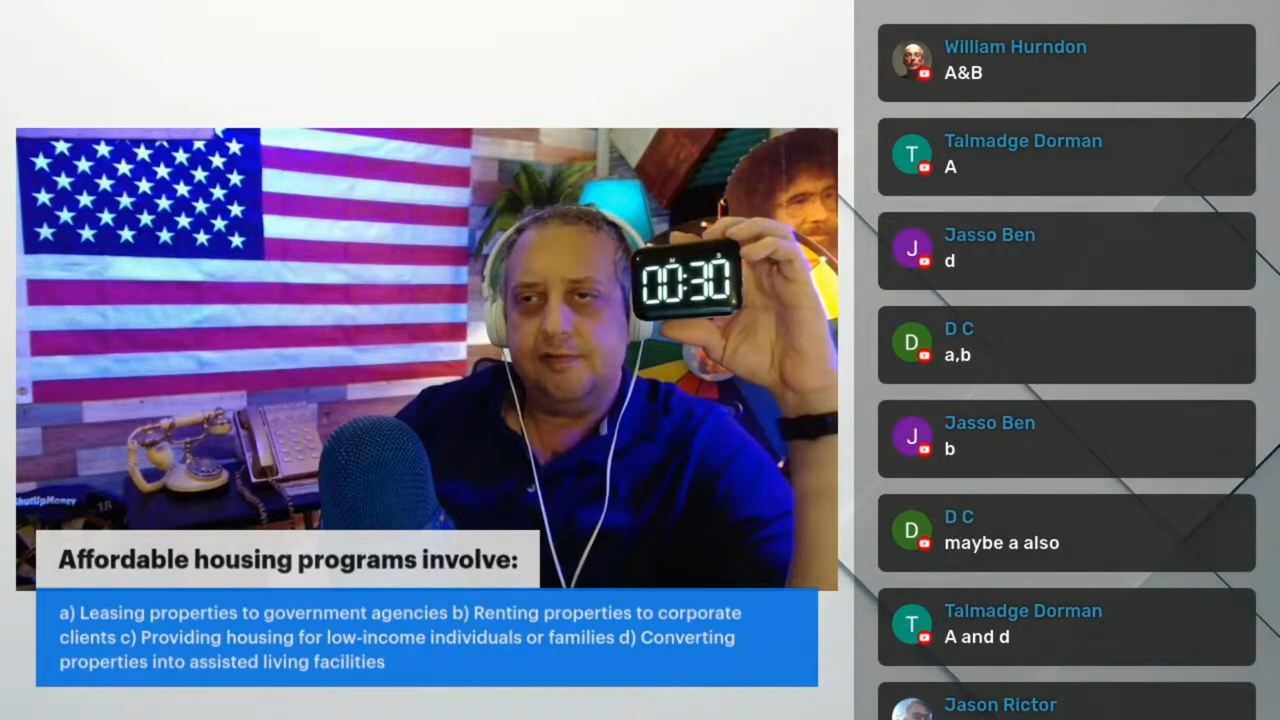 William Hurndon
A&B
T
Talmadge Dorman
A
J
Jasso Ben
d
D
D C
a,b
J
Jasso Ben
b
D
D C
maybe a also
T
Talmadge Dorman
A and d
Jason Rictor
00:30
ShutUpMoney
18
Affordable housing programs involve:
a) Leasing properties to government agencies b) Renting properties to corporate
clients c) Providing housing for low-income individuals or families d) Converting
properties into assisted living facilities